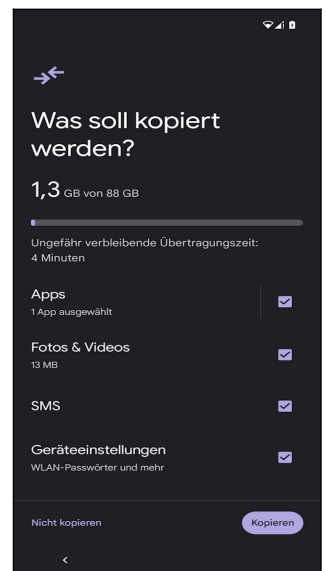 Was soll kopiert
werden?
1,3 GB von 88 GB
Ungefähr verbleibende Übertragungszeit:
4 Minuten
Apps
1 App ausgewählt
Fotos & Videos
13 MB
SMS
Geräteeinstellungen
WLAN-Passwörter und mehr
Nicht kopieren
Kopieren